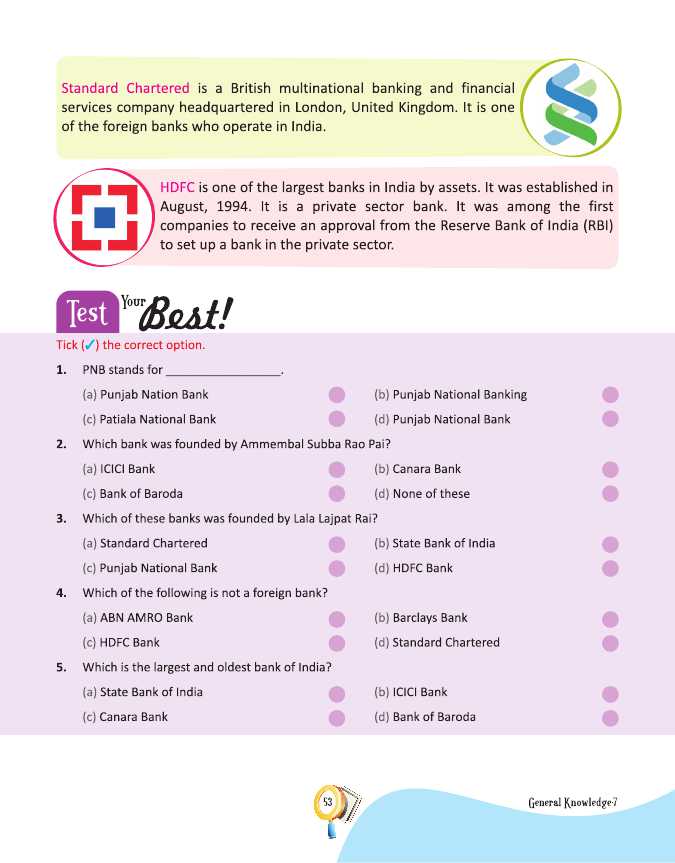 Standard Chartered is a British multinational banking and financial
services company headquartered in London, United Kingdom. It is one
of the foreign banks who operate in India.
HDFC is one of the largest banks in India by assets. It was established in
August, 1994. It is a private sector bank. It was among the first
companies to receive an approval from the Reserve Bank of India (RBI)
to set up a bank in the private sector.
Test Your Best!
Tick (✓) the correct option.
1. PNB stands for _________________.
(a) Punjab Nation Bank (b) Punjab National Banking
(c) Patiala National Bank (d) Punjab National Bank
2. Which bank was founded by Ammembal Subba Rao Pai?
(a) ICICI Bank (b) Canara Bank
(c) Bank of Baroda (d) None of these
3. Which of these banks was founded by Lala Lajpat Rai?
(a) Standard Chartered (b) State Bank of India
(c) Punjab National Bank (d) HDFC Bank
4. Which of the following is not a foreign bank?
(a) ABN AMRO Bank (b) Barclays Bank
(c) HDFC Bank (d) Standard Chartered
5. Which is the largest and oldest bank of India?
(a) State Bank of India (b) ICICI Bank
(c) Canara Bank (d) Bank of Baroda
53 General Knowledge-7